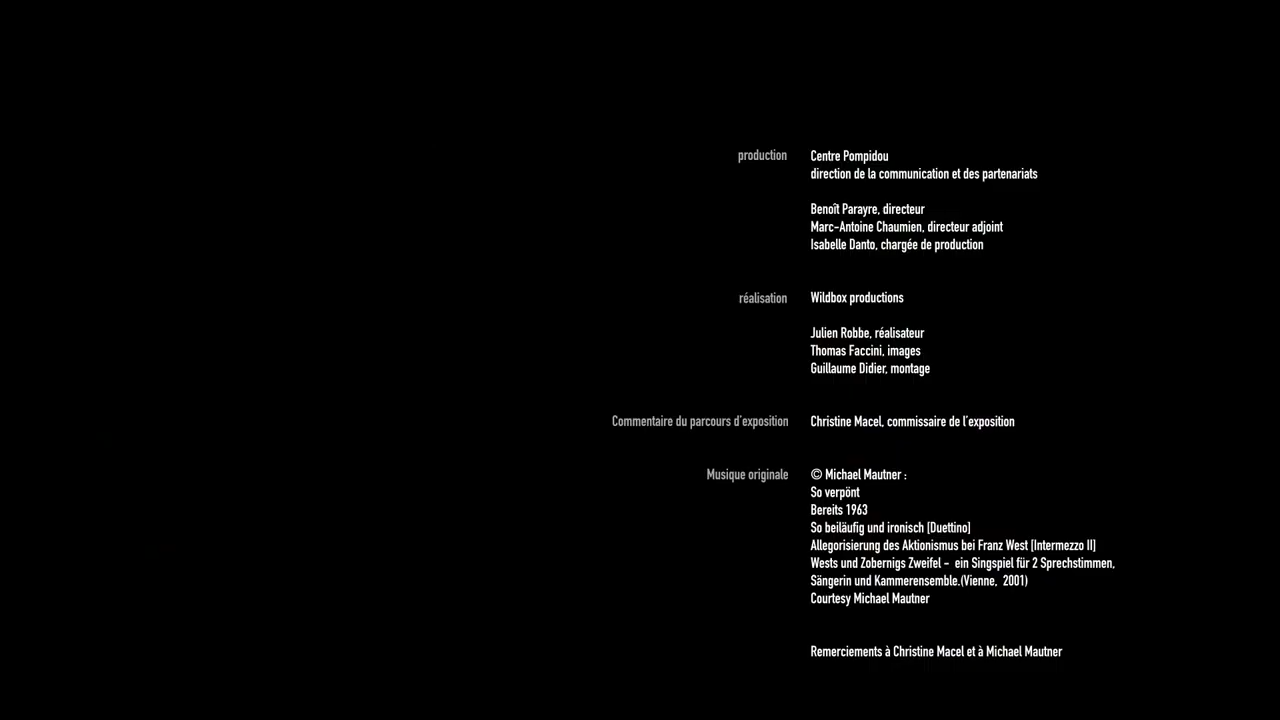 production Centre Pompidou
direction de la communication et des partenariats
Benoît Parayre, directeur
Marc-Antoine Chaumien, directeur adjoint
Isabelle Danto, chargée de production
réalisation Wildbox productions
Julien Robbe, réalisateur
Thomas Faccini, images
Guillaume Didier, montage
Commentaire du parcours d'exposition Christine Macel, commissaire de l'exposition
Musique originale © Michael Mautner :
So verpönt
Bereits 1963
So beiläufig und ironisch [Duettino]
Allegorisierung des Aktionismus bei Franz West [Intermezzo II]
Wests und Zobernigs Zweifel - ein Singspiel für 2 Sprechstimmen,
Sängerin und Kammerensemble.(Vienne, 2001)
Courtesy Michael Mautner
Remerciements à Christine Macel et à Michael Mautner